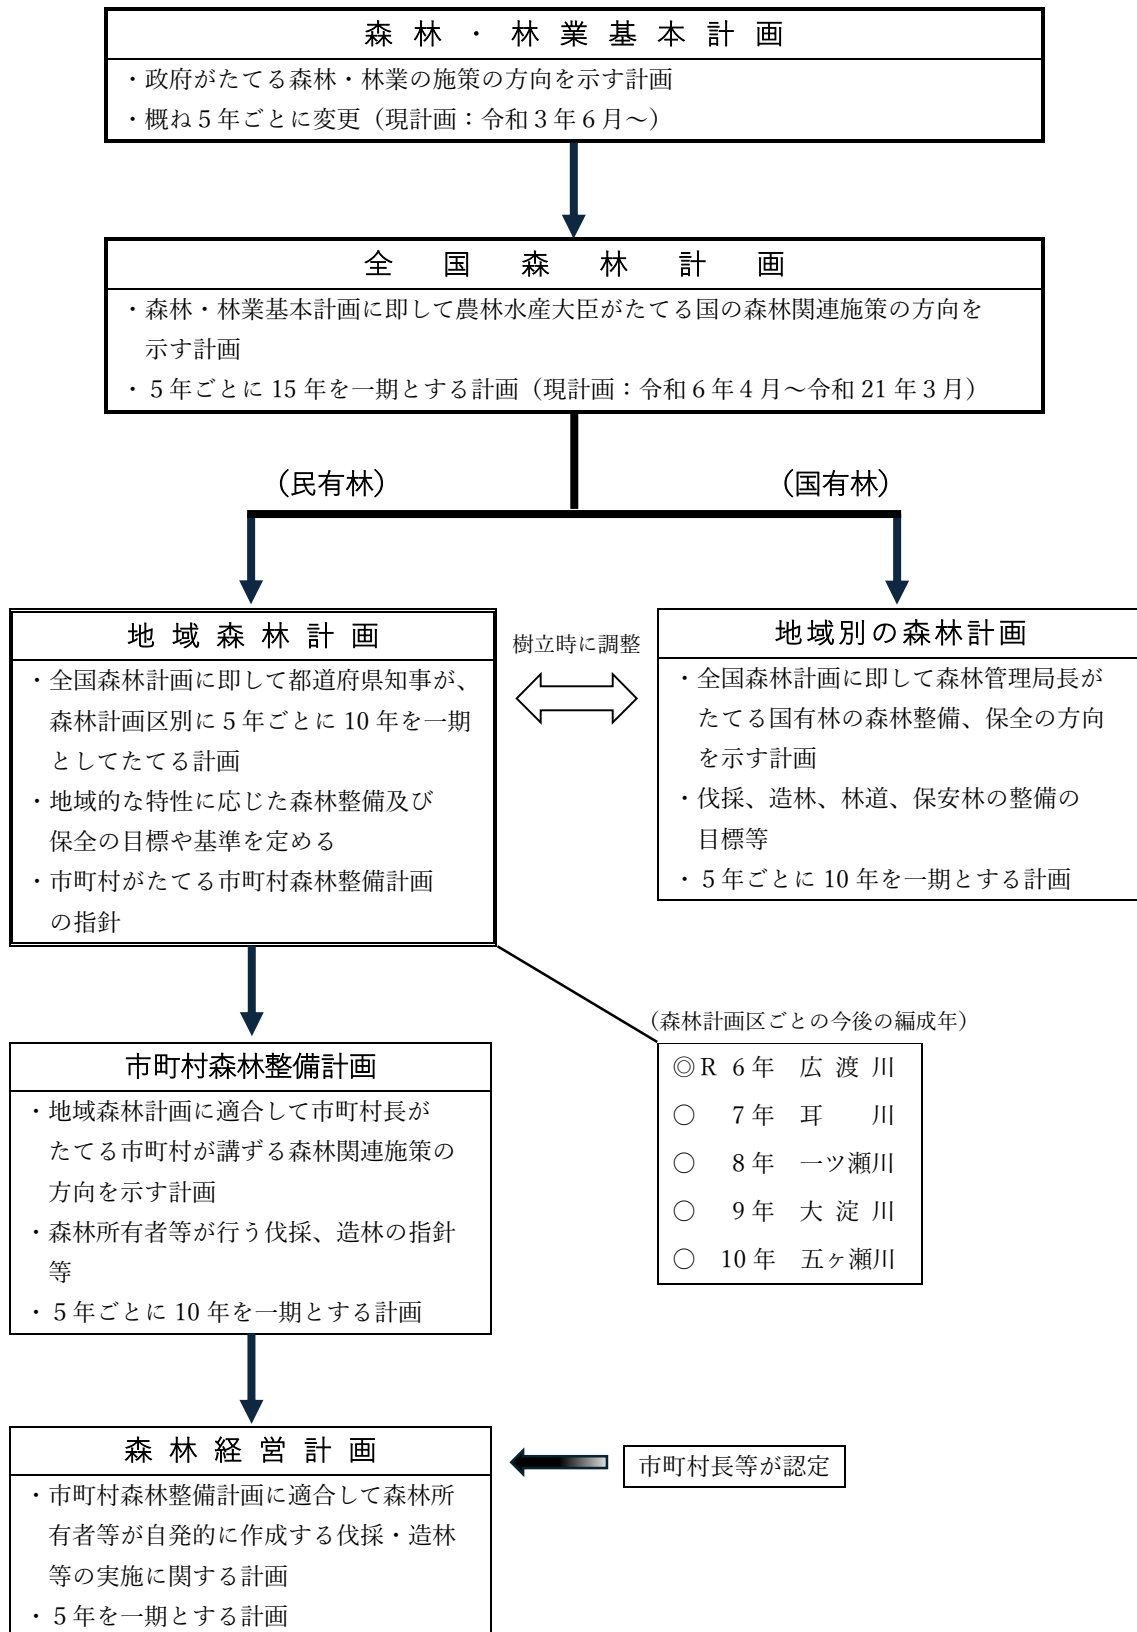 森林・林業基本計画
・政府がたてる森林・林業の施策の方向を示す計画
・概ね５年ごとに変更（現計画：令和３年６月～）
全国森林計画
・森林・林業基本計画に即して農林水産大臣がたてる国の森林関連施策の方向を
示す計画
・５年ごとに 15 年を一期とする計画（現計画：令和６年４月～令和 21 年３月）
（民有林）
（国有林）
地域森林計画
・全国森林計画に即して都道府県知事が、
森林計画区別に５年ごとに 10 年を一期
としてたてる計画
・地域的な特性に応じた森林整備及び
保全の目標や基準を定める
・市町村がたてる市町村森林整備計画
の指針
樹立時に調整
地域別の森林計画
・全国森林計画に即して森林管理局長が
たてる国有林の森林整備、保全の方向
を示す計画
・伐採、造林、林道、保安林の整備の
目標等
・５年ごとに 10 年を一期とする計画
（森林計画区ごとの今後の編成年）
◎R 6年 広渡川
○ 7年 耳川
○ 8年 一ツ瀬川
○ 9年 大淀川
○ 10年 五ヶ瀬川
市町村森林整備計画
・地域森林計画に適合して市町村長が
たてる市町村が講ずる森林関連施策の
方向を示す計画
・森林所有者等が行う伐採、造林の指針
等
・５年ごとに 10 年を一期とする計画
森林経営計画
・市町村森林整備計画に適合して森林所
有者等が自発的に作成する伐採・造林
等の実施に関する計画
・５年を一期とする計画
市町村長等が認定